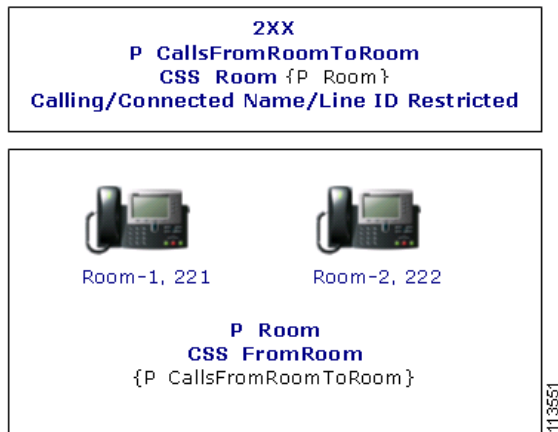 2XX
P CallsFromRoomToRoom
CSS Room {P Room}
Calling/Connected Name/Line ID Restricted
Room-1, 221
Room-2, 222
P Room
CSS FromRoom
{P CallsFromRoomToRoom}
113551